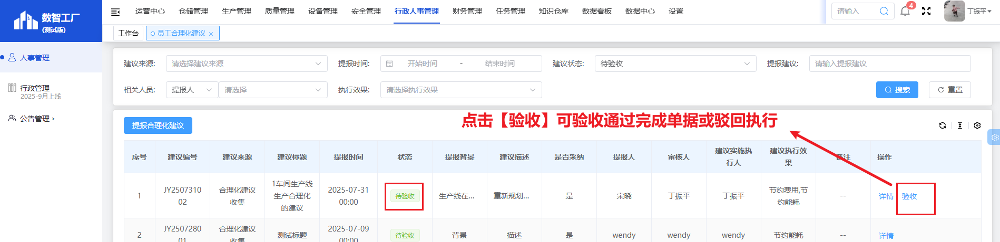 数智工厂
(测试版)
运营中心 仓储管理 生产管理 质量管理 设备管理 安全管理 行政人事管理 财务管理 任务管理 知识仓库 数据看板 数据中心 设置
请输入
4
丁振平
工作台
员工合理化建议 ×
人事管理
行政管理
2025-9月上线
公告管理 ›
建议来源: 请选择建议来源
提报时间: 开始时间 - 结束时间
建议状态: 待验收
提报建议: 请输入提报建议
相关人员: 提报人 请选择
执行效果: 请选择执行效果
搜索 重置
点击【验收】可验收通过完成单据或驳回执行
提报合理化建议
序号 建议编号 建议来源 建议标题 提报时间 状态 提报背景 建议描述 是否采纳 提报人 审核人 建议实施执行人 建议执行效果 备注 操作
1 JY250731002 合理化建议收集 1车间生产线生产合理化的建议 2025-07-31 00:00 待验收 生产线在... 重新规划... 是 宋晓 丁振平 丁振平 节约费用,节约能耗 -- 详情 验收
2 JY250728001 合理化建议收集 测试标题 2025-07-09 00:00 待验收 背景 描述 是 wendy wendy wendy 节约能耗 -- 详情